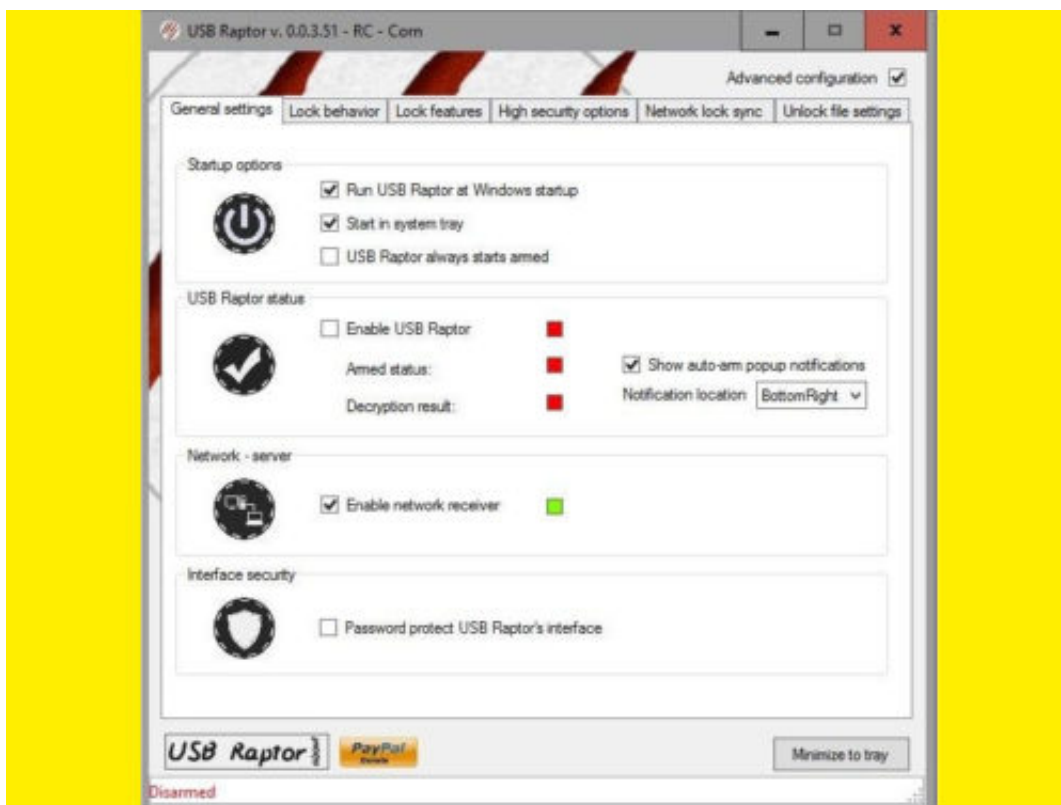 USB Raptor v. 0.0.3.51 - RC - Com
Advanced configuration
General settings Lock behavior Lock features High security options Network lock sync Unlock file settings
Startup options
Run USB Raptor at Windows startup
Start in system tray
USB Raptor always starts armed
USB Raptor status
Enable USB Raptor
Armed status:
Show auto-arm popup notifications
Notification location BottomRight
Decryption result:
Network - server
Enable network receiver
Interface security
Password protect USB Raptor's interface
USB Raptor
PayPal
Donate
Minimize to tray
Disarmed